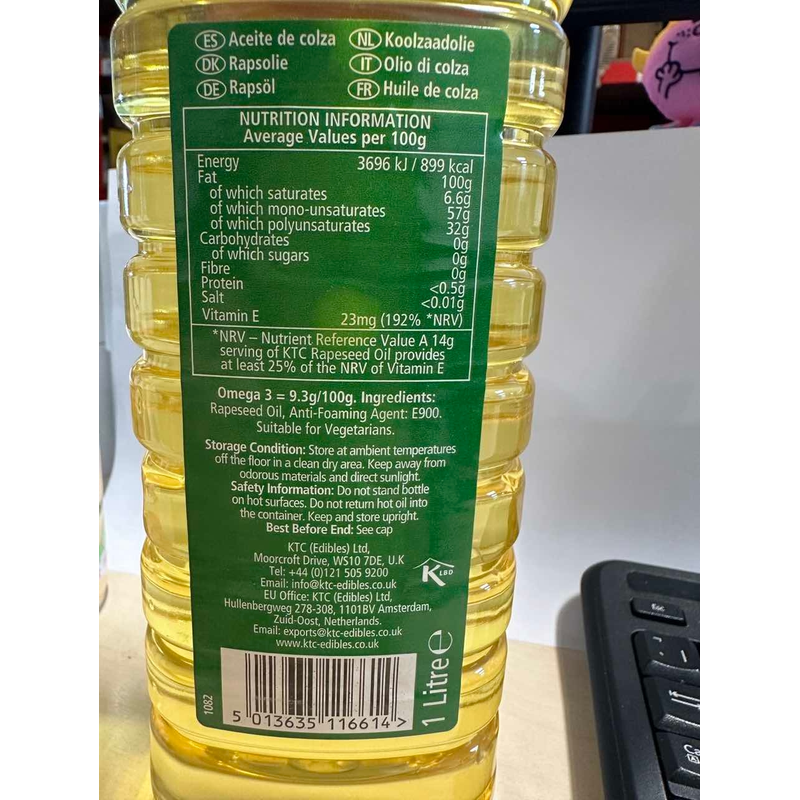 ES Aceite de colza NL Koolzaadolie
DK Rapsolie IT Olio di colza
DE Rapsöl FR Huile de colza
NUTRITION INFORMATION
Average Values per 100g
Energy 3696 kJ / 899 kcal
Fat 100g
of which saturates 6.6g
of which mono-unsaturates 57g
of which polyunsaturates 32g
Carbohydrates 0g
of which sugars 0g
Fibre 0g
Protein <0.5g
Salt <0.01g
Vitamin E 23mg (192% *NRV)
*NRV – Nutrient Reference Value A 14g
serving of KTC Rapeseed Oil provides
at least 25% of the NRV of Vitamin E
Omega 3 = 9.3g/100g. Ingredients:
Rapeseed Oil, Anti-Foaming Agent: E900.
Suitable for Vegetarians.
Storage Condition: Store at ambient temperatures
off the floor in a clean dry area. Keep away from
odorous materials and direct sunlight.
Safety Information: Do not stand bottle
on hot surfaces. Do not return hot oil into
the container. Keep and store upright.
Best Before End: See cap
KTC (Edibles) Ltd,
Moorcroft Drive, WS10 7DE, U.K
Tel: +44 (0)121 505 9200
Email: info@ktc-edibles.co.uk
EU Office: KTC (Edibles) Ltd,
Hullenbergweg 278-308, 1101BV Amsterdam,
Zuid-Oost, Netherlands.
Email: exports@ktc-edibles.co.uk
www.ktc-edibles.co.uk
K LBD
1082
5 013635 116614 >
1 Litre e
Esc